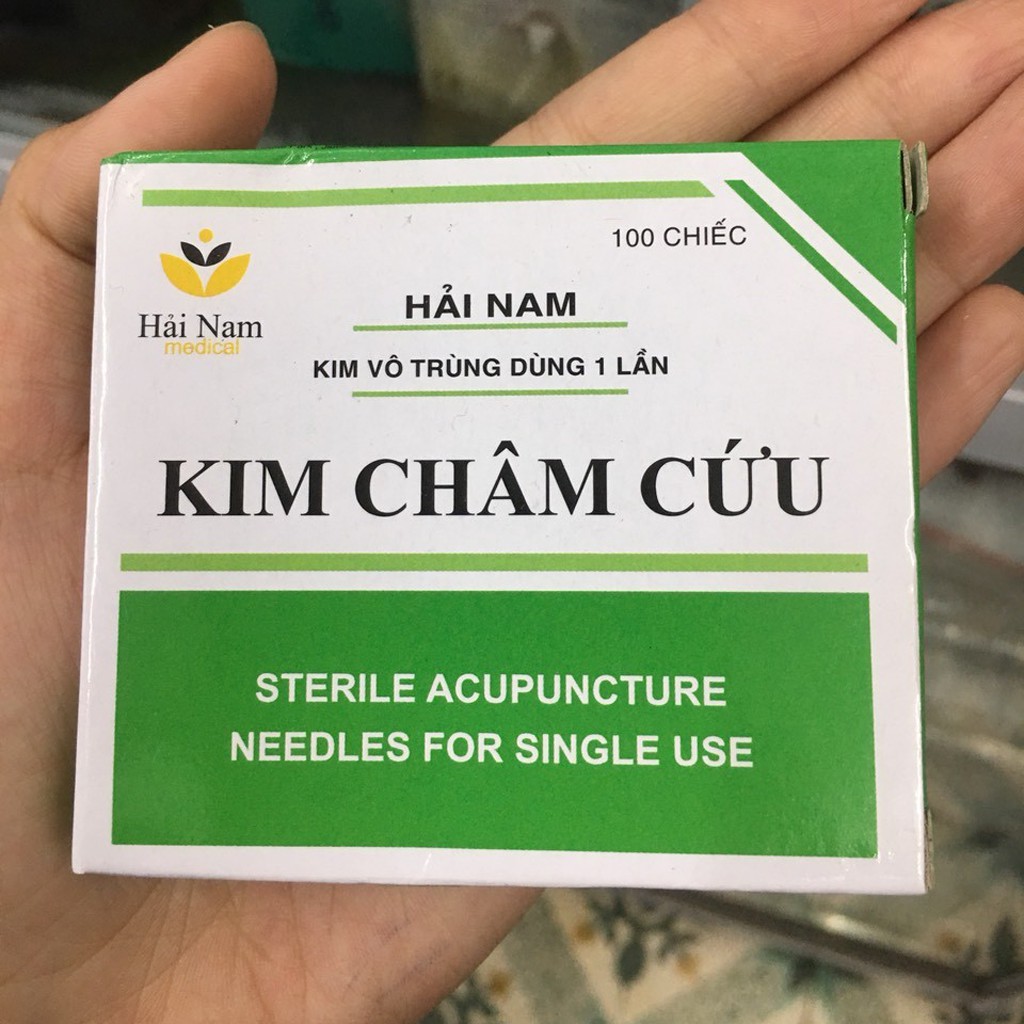 100 CHIẾC
Hải Nam
medical
HẢI NAM
KIM VÔ TRÙNG DÙNG 1 LẦN
KIM CHÂM CỨU
STERILE ACUPUNCTURE
NEEDLES FOR SINGLE USE